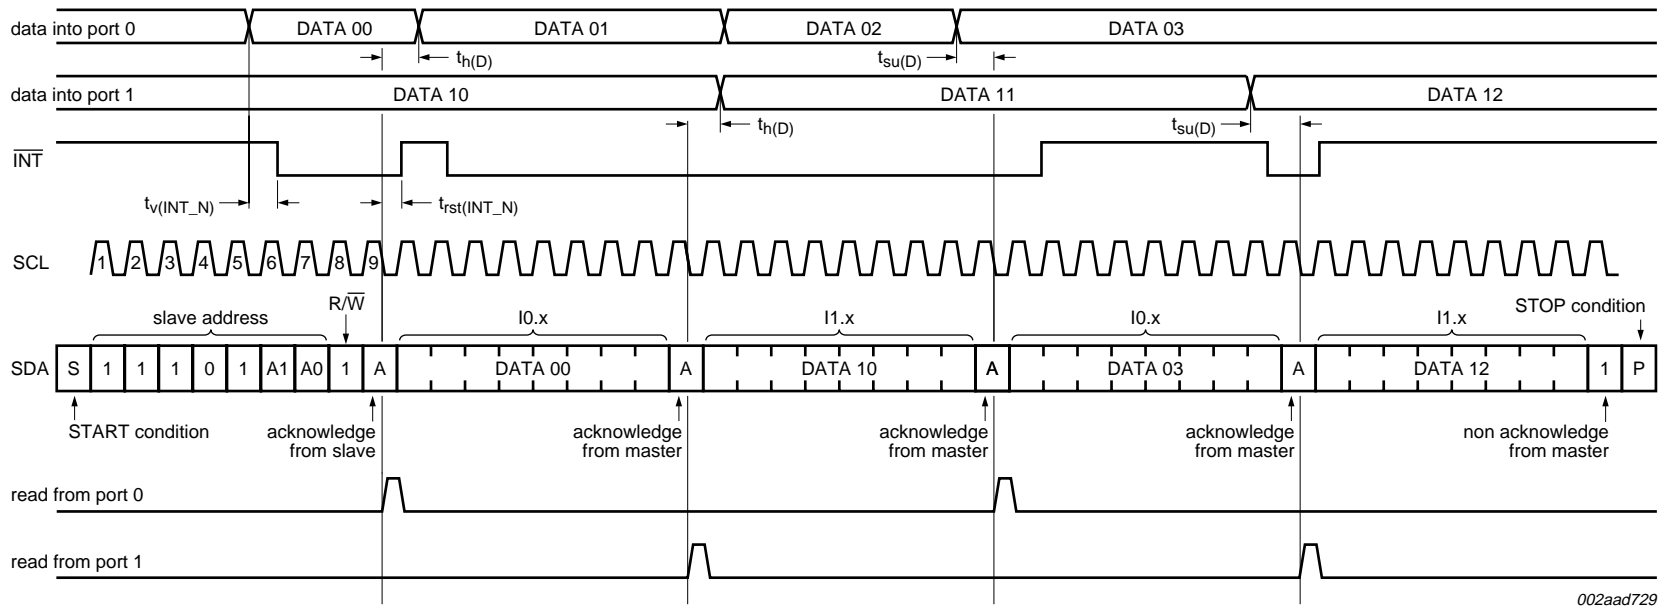 data into port 0 DATA 00 DATA 01 DATA 02 DATA 03
th(D) tsu(D)
data into port 1 DATA 10 DATA 11 DATA 12
th(D) tsu(D)
INT
tv(INT_N) trst(INT_N)
SCL 1 2 3 4 5 6 7 8 9
R/W
slave address I0.x I1.x I0.x I1.x STOP condition
SDA S 1 1 1 0 1 A1 A0 1 A DATA 00 A DATA 10 A DATA 03 A DATA 12 1 P
START condition acknowledge acknowledge acknowledge acknowledge non acknowledge
from slave from master from master from master from master
read from port 0
read from port 1
002aad729